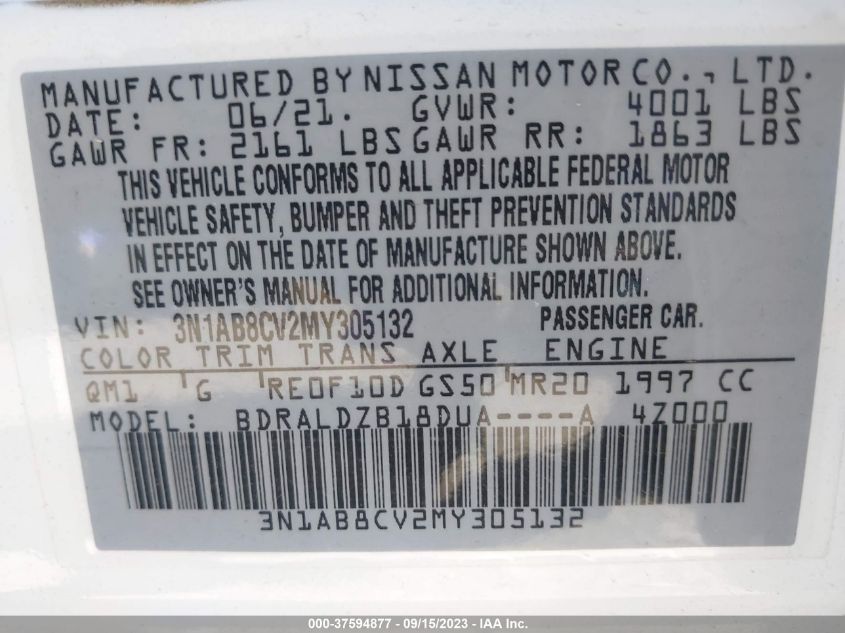 MANUFACTURED BY NISSAN MOTOR CO., LTD.
DATE: 06/21. GVWR: 4001 LBS
GAWR FR: 2161 LBS GAWR RR: 1863 LBS
THIS VEHICLE CONFORMS TO ALL APPLICABLE FEDERAL MOTOR
VEHICLE SAFETY, BUMPER AND THEFT PREVENTION STANDARDS
IN EFFECT ON THE DATE OF MANUFACTURE SHOWN ABOVE.
SEE OWNER'S MANUAL FOR ADDITIONAL INFORMATION.
VIN: 3N1AB8CV2MY305132 PASSENGER CAR.
COLOR TRIM TRANS AXLE ENGINE
QM1 G RE0F10D GS50 MR20 1997 CC
MODEL: BDRALDZB18DUA----A 4Z000
3N1AB8CV2MY305132
000-37594877 - 09/15/2023 - IAA Inc.